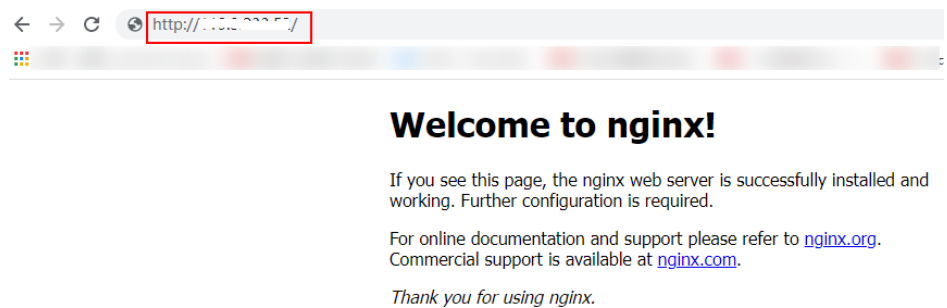 http://
Welcome to nginx!
If you see this page, the nginx web server is successfully installed and
working. Further configuration is required.
For online documentation and support please refer to nginx.org.
Commercial support is available at nginx.com.
Thank you for using nginx.